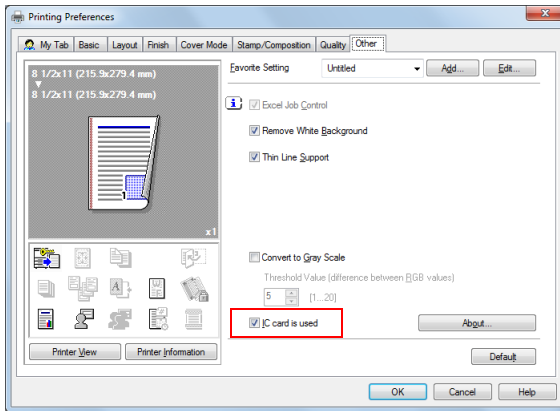 Printing Preferences
My Tab Basic Layout Finish Cover Mode Stamp/Composition Quality Other
8 1/2x11 (215.9x279.4 mm)
8 1/2x11 (215.9x279.4 mm)
1
x1
Favorite Setting Untitled Add... Edit...
Excel Job Control
Remove White Background
Thin Line Support
Convert to Gray Scale
Threshold Value (difference between RGB values)
5 [1...20]
IC card is used About...
Printer View Printer Information
Default
OK Cancel Help